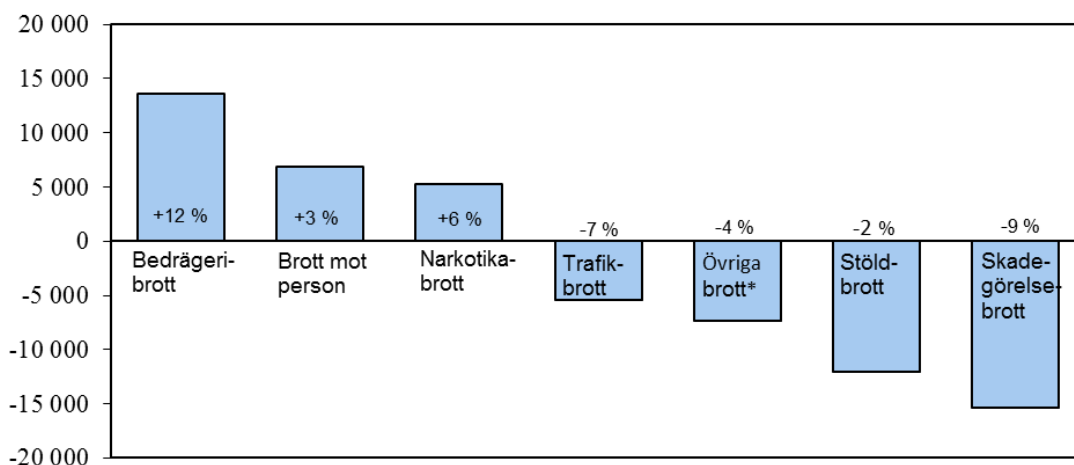 20 000
15 000
10 000
5 000
0
-5 000
-10 000
-15 000
-20 000
+12 %
+3 %
+6 %
-7 %
-4 %
-2 %
-9 %
Bedrägeri-
brott
Brott mot
person
Narkotika-
brott
Trafik-
brott
Övriga
brott*
Stöld-
brott
Skade-
görelse-
brott